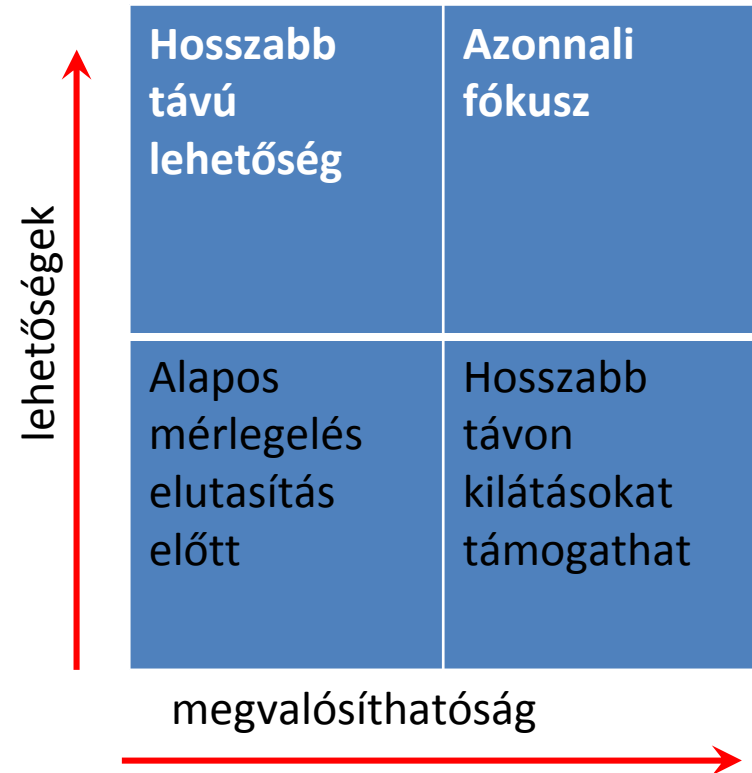 Hosszabb
távú
lehetőség
Azonnali
fókusz
lehetőségek
Alapos
mérlegelés
elutasítás
előtt
Hosszabb
távon
kilátásokat
támogathat
megvalósíthatóság